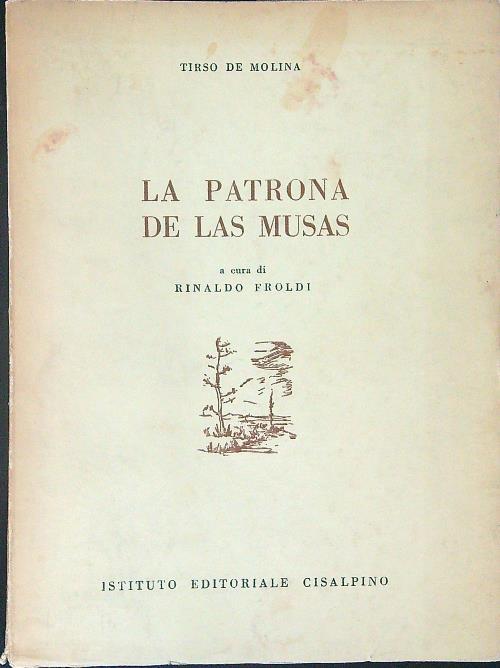 TIRSO DE MOLINA
LA PATRONA
DE LAS MUSAS
a cura di
RINALDO FROLDI
ISTITUTO EDITORIALE CISALPINO